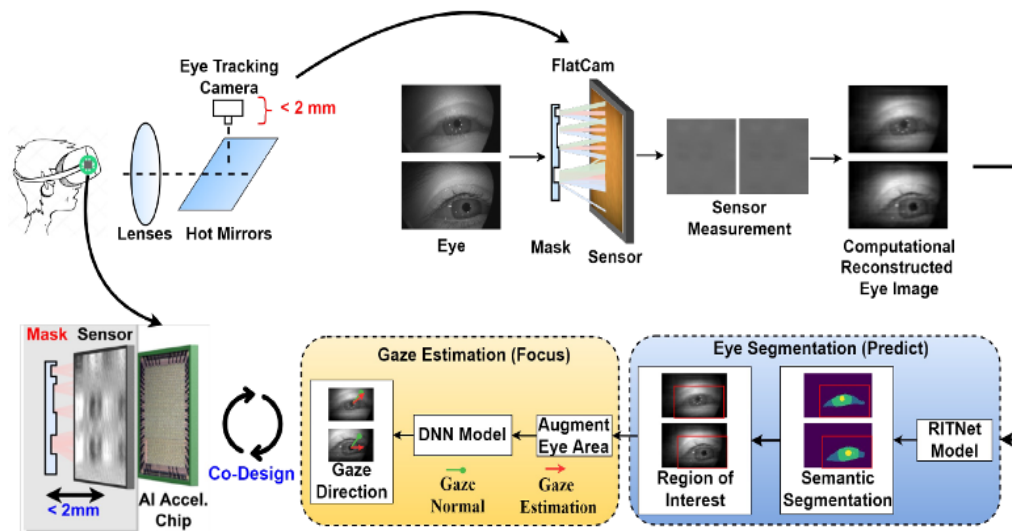 Eye Tracking
Camera
< 2 mm
Lenses
Hot Mirrors
FlatCam
Eye
Mask
Sensor
Sensor
Measurement
Computational
Reconstructed
Eye Image
Mask
Sensor
< 2mm
AI Accel.
Chip
Co-Design
Gaze Estimation (Focus)
Gaze
Direction
DNN Model
Augment
Eye Area
Gaze
Normal
Gaze
Estimation
Eye Segmentation (Predict)
Region of
Interest
Semantic
Segmentation
RITNet
Model